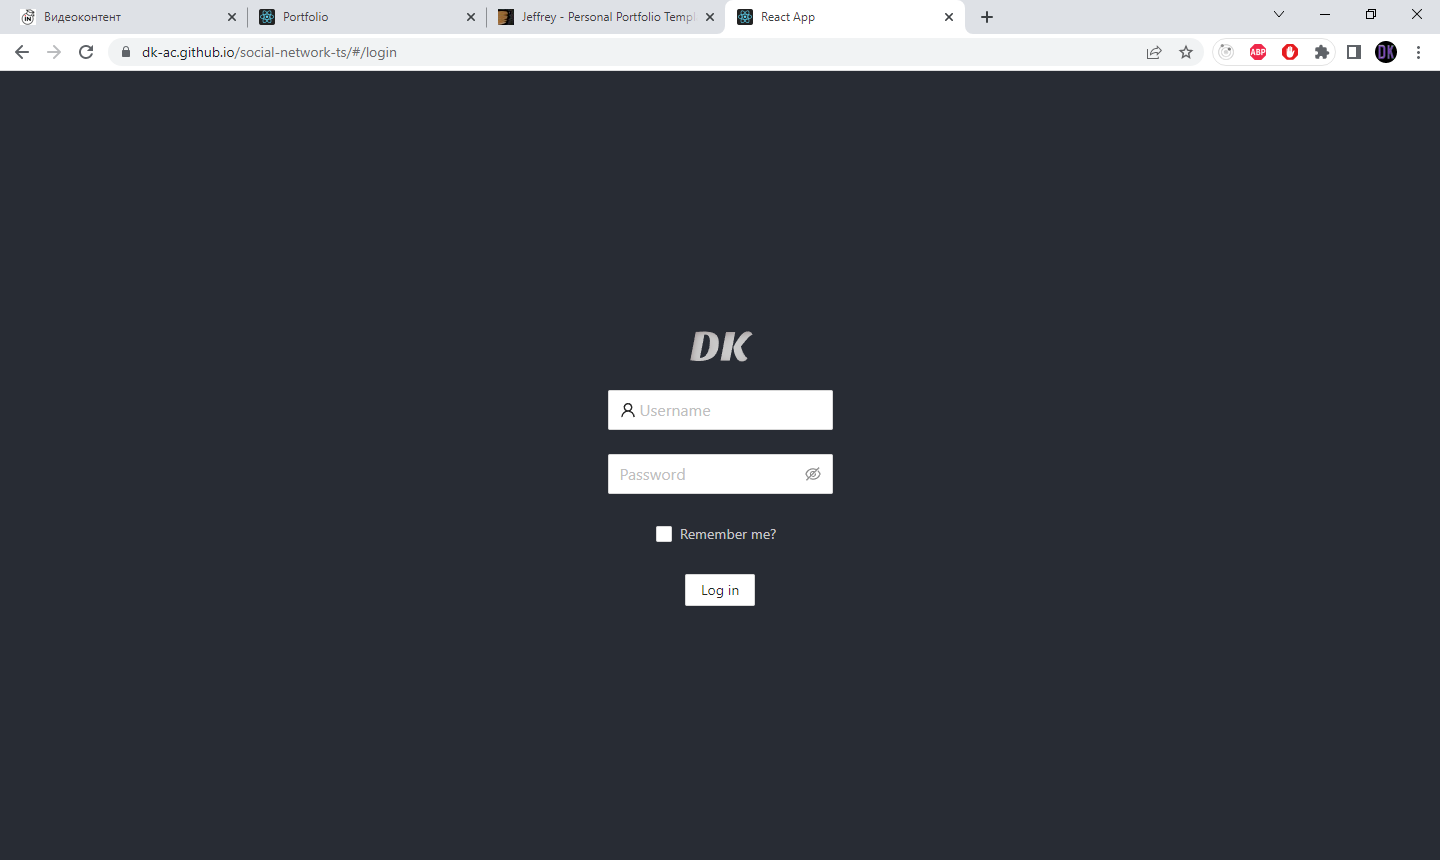 Видеоконтент
Portfolio
Jeffrey - Personal Portfolio Templ
React App
dk-ac.github.io/social-network-ts/#/login
ABP
DK
DK
Username
Password
Remember me?
Log in